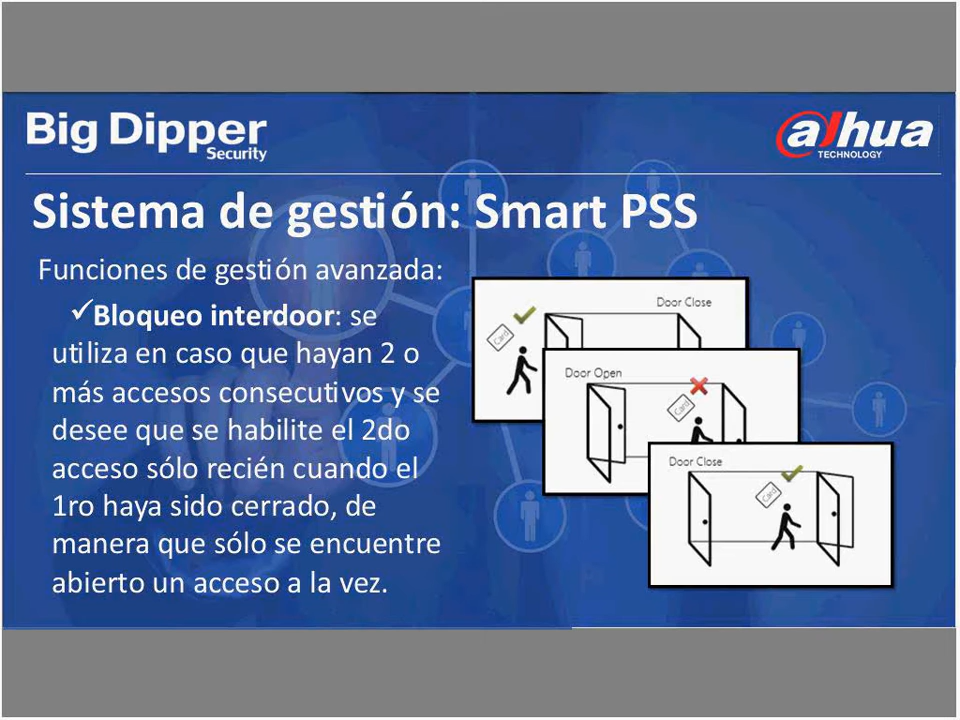 Big Dipper
Security
alhua
TECHNOLOGY
Sistema de gestión: Smart PSS
Funciones de gestión avanzada:
✓Bloqueo interdoor: se
utiliza en caso que hayan 2 o
más accesos consecutivos y se
desee que se habilite el 2do
acceso sólo recién cuando el
1ro haya sido cerrado, de
manera que sólo se encuentre
abierto un acceso a la vez.
Door Close
Card
Door Open
Card
Door Close
Card